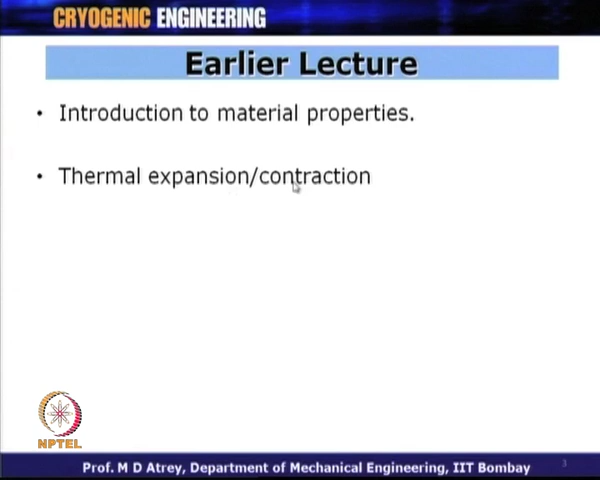 CRYOGENIC ENGINEERING
Earlier Lecture
• Introduction to material properties.
• Thermal expansion/contraction
NPTEL
3
Prof. M D Atrey, Department of Mechanical Engineering, IIT Bombay